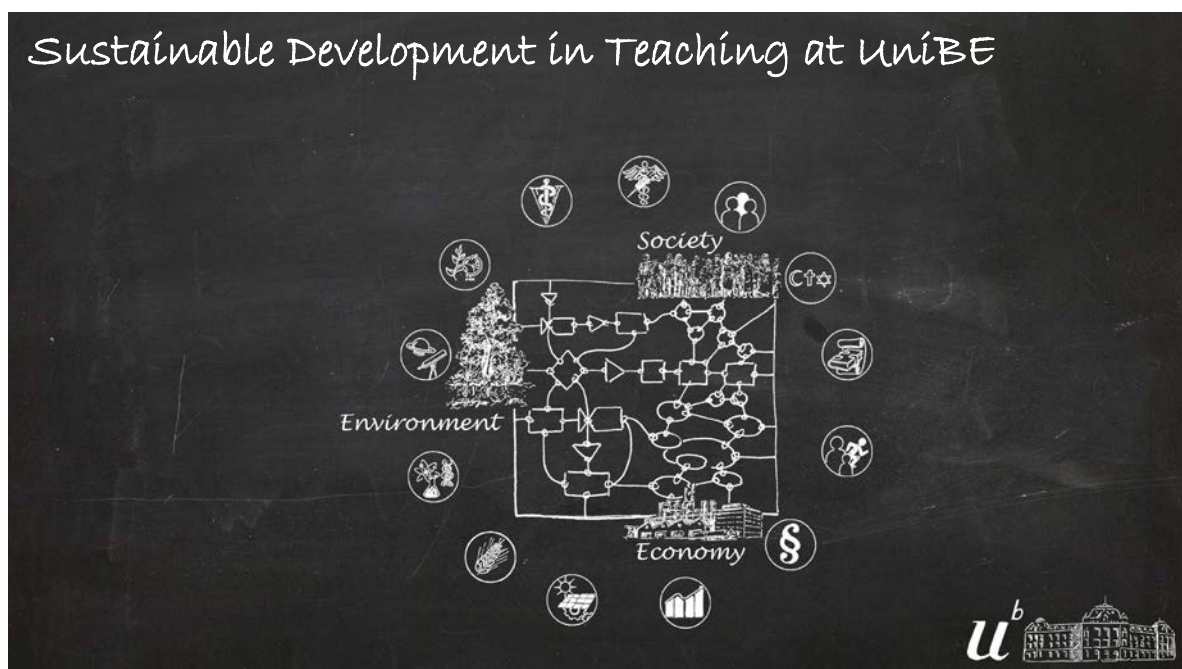 Sustainable Development in Teaching at UniBE
Society
Environment
Economy
§
u^b